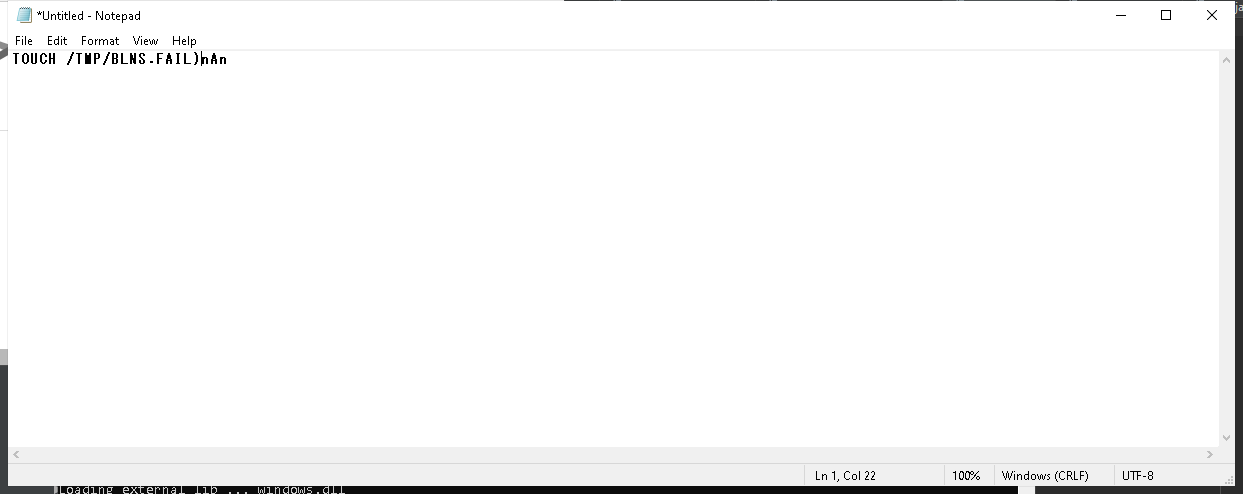 *Untitled - Notepad
File Edit Format View Help
TOUCH /TMP/BLNS.FAIL)nAn
Ln 1, Col 22 100% Windows (CRLF) UTF-8
Loading external lib ... windows.dll